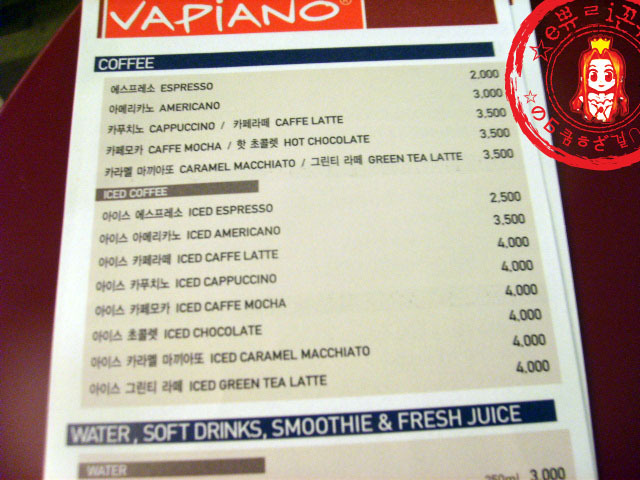 VAPIANO®
COFFEE
에스프레소 ESPRESSO 2,000
아메리카노 AMERICANO 3,000
카푸치노 CAPPUCCINO / 카페라떼 CAFFE LATTE 3,500
카페모카 CAFFE MOCHA / 핫 초콜렛 HOT CHOCOLATE 3,500
카라멜 마끼아또 CARAMEL MACCHIATO / 그린티 라떼 GREEN TEA LATTE 3,500
ICED COFFEE
아이스 에스프레소 ICED ESPRESSO 2,500
아이스 아메리카노 ICED AMERICANO 3,500
아이스 카페라떼 ICED CAFFE LATTE 4,000
아이스 카푸치노 ICED CAPPUCCINO 4,000
아이스 카페모카 ICED CAFFE MOCHA 4,000
아이스 초콜렛 ICED CHOCOLATE 4,000
아이스 카라멜 마끼아또 ICED CARAMEL MACCHIATO 4,000
아이스 그린티 라떼 ICED GREEN TEA LATTE 4,000
WATER, SOFT DRINKS, SMOOTHIE & FRESH JUICE
WATER
250ml 3,000